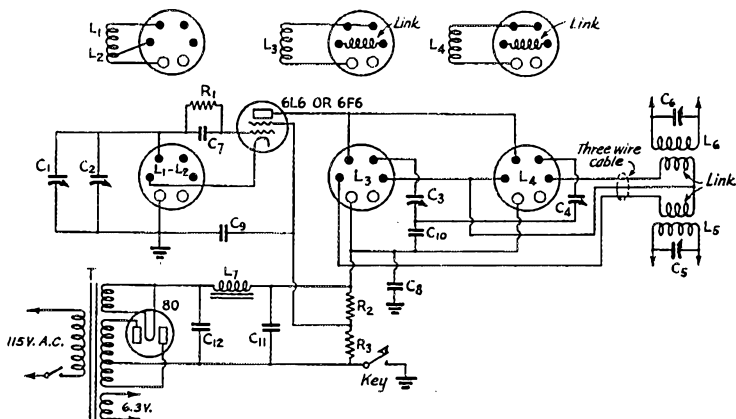 L1
L2
L3
Link
L4
Link
R1
6L6 OR 6F6
C7
C1
C2
L1-L2
C9
L3
C3
C10
L4
C4
Three wire
cable
C6
L6
Link
L5
C5
T
80
L7
C12
C11
C8
R2
R3
115V. A.C.
6.3V.
Key